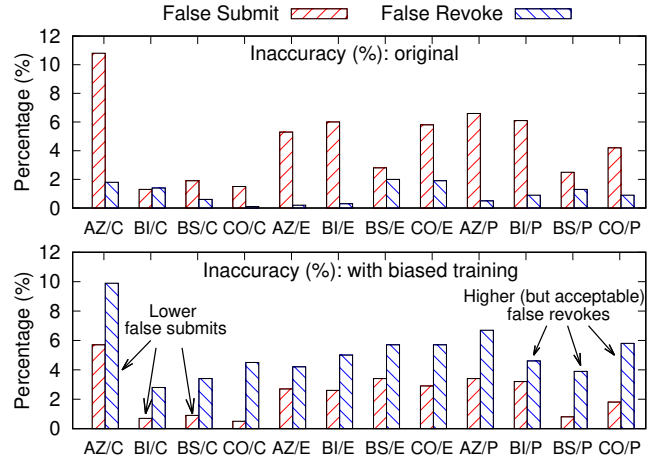 False Submit False Revoke
Inaccuracy (%): original
Percentage (%)
12
10
8
6
4
2
0
AZ/C BI/C BS/C CO/C AZ/E BI/E BS/E CO/E AZ/P BI/P BS/P CO/P
Inaccuracy (%): with biased training
Percentage (%)
12
10
8
6
4
2
0
Lower
false submits
Higher (but acceptable)
false revokes
AZ/C BI/C BS/C CO/C AZ/E BI/E BS/E CO/E AZ/P BI/P BS/P CO/P